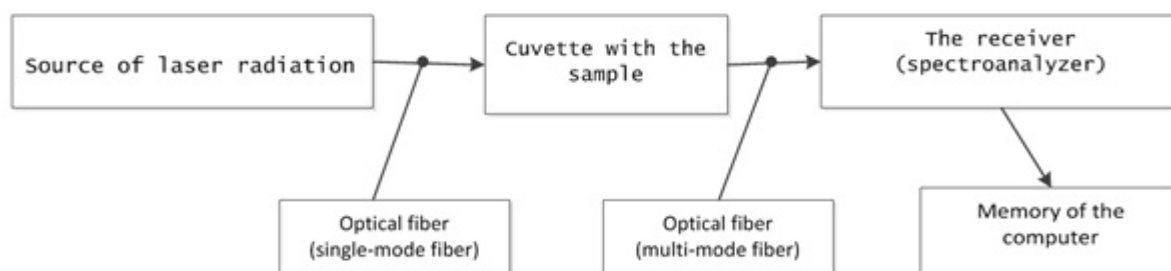 Source of laser radiation
Cuvette with the
sample
The receiver
(spectroanalyzer)
Optical fiber
(single-mode fiber)
Optical fiber
(multi-mode fiber)
Memory of the
computer